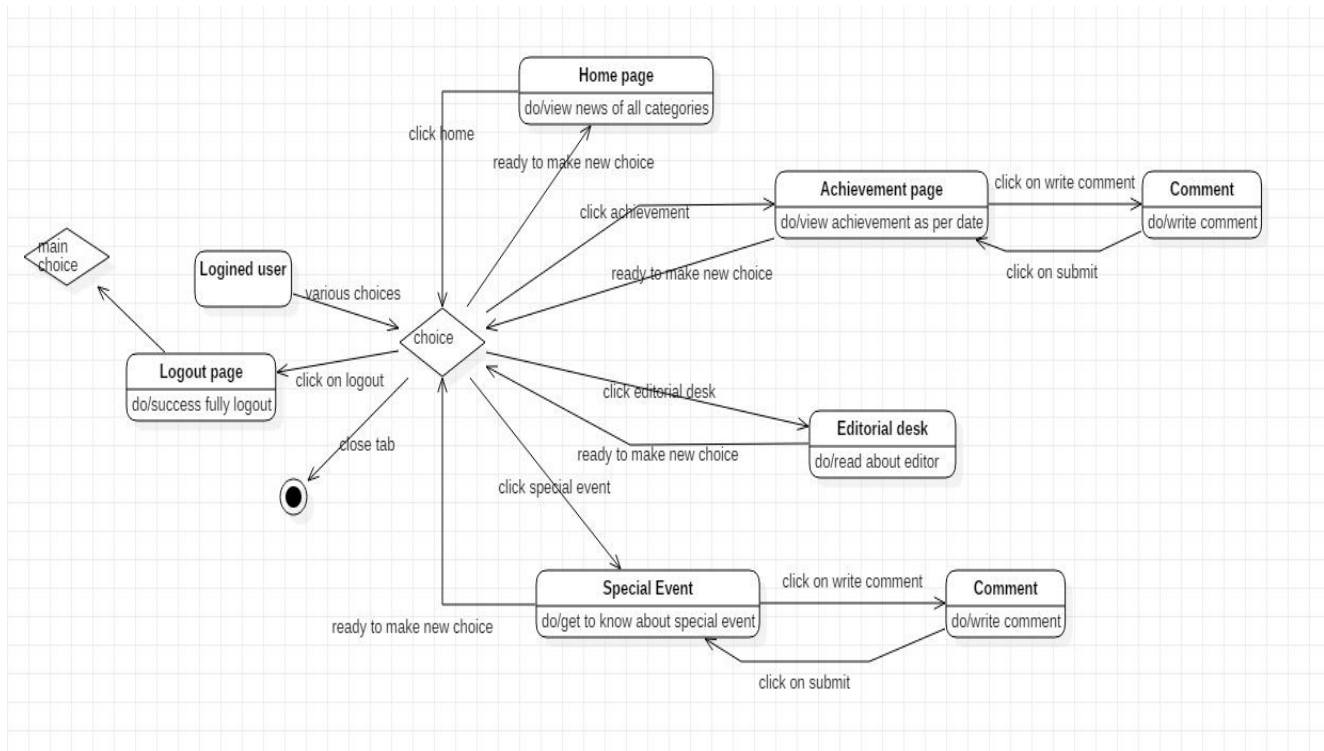 Home page
do/view news of all categories
click home
ready to make new choice
Achievement page
do/view achievement as per date
click on write comment
Comment
do/write comment
click achievement
click on submit
ready to make new choice
main
choice
Logined user
various choices
choice
Logout page
do/success fully logout
click on logout
click editorial desk
Editorial desk
do/read about editor
ready to make new choice
close tab
click special event
Special Event
do/get to know about special event
click on write comment
Comment
do/write comment
ready to make new choice
click on submit